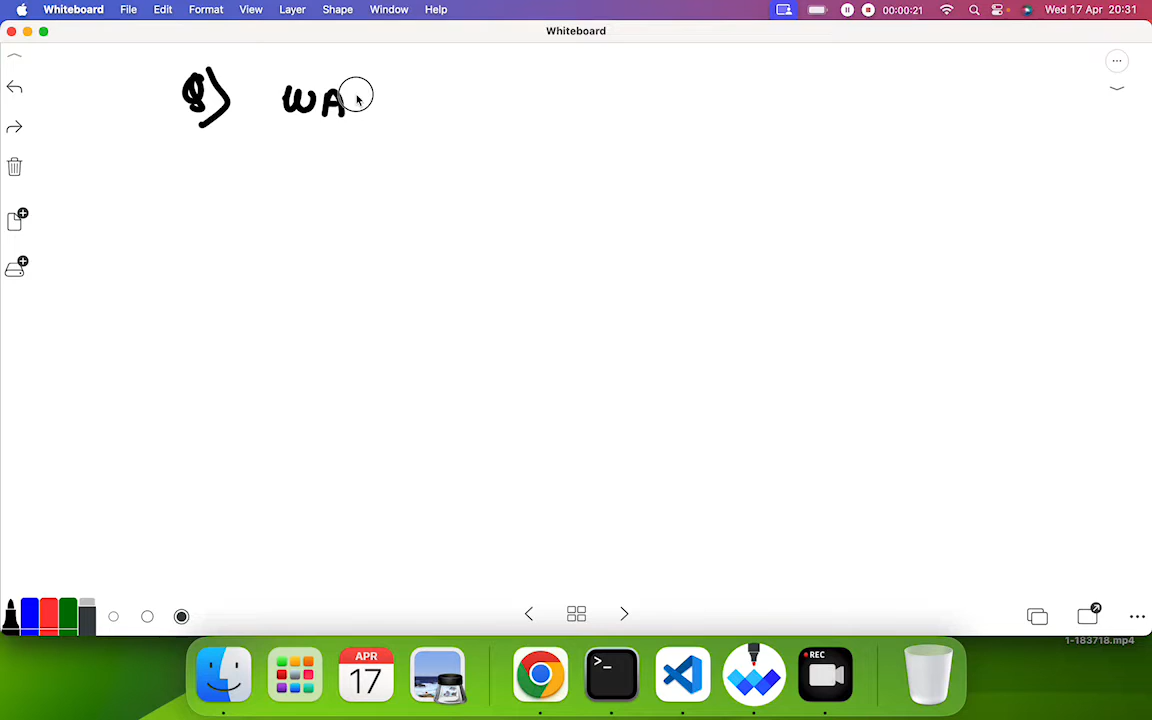 Whiteboard File Edit Format View Layer Shape Window Help 00:00:21 Wed 17 Apr 20:31
Whiteboard
Q) WA
1-183718.mp4
APR
17
>_
REC